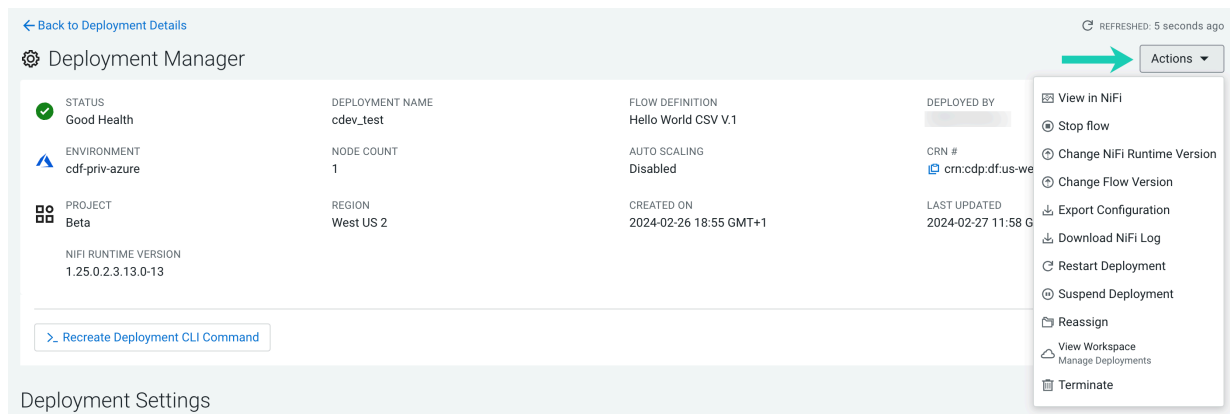 Back to Deployment Details
REFRESHED: 5 seconds ago
Deployment Manager
Actions
STATUS
Good Health
DEPLOYMENT NAME
cdev_test
FLOW DEFINITION
Hello World CSV V.1
DEPLOYED BY
ENVIRONMENT
cdf-priv-azure
NODE COUNT
1
AUTO SCALING
Disabled
CRN #
crn:cdp:df:us-we
PROJECT
Beta
REGION
West US 2
CREATED ON
2024-02-26 18:55 GMT+1
LAST UPDATED
2024-02-27 11:58 G
NIFI RUNTIME VERSION
1.25.0.2.3.13.0-13
>_ Recreate Deployment CLI Command
View in NiFi
Stop flow
Change NiFi Runtime Version
Change Flow Version
Export Configuration
Download NiFi Log
Restart Deployment
Suspend Deployment
Reassign
View Workspace
Manage Deployments
Terminate
Deployment Settings